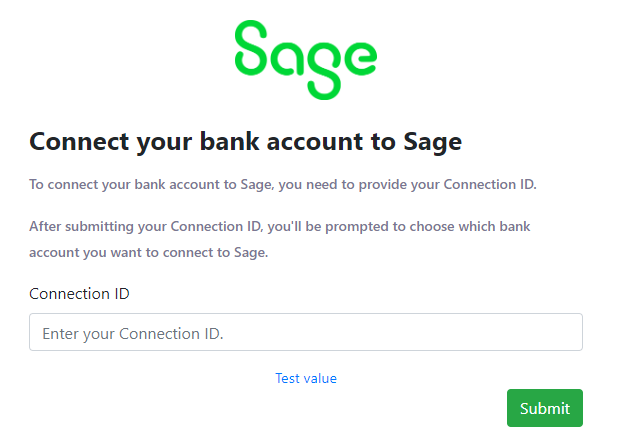 Sage
Connect your bank account to Sage
To connect your bank account to Sage, you need to provide your Connection ID.
After submitting your Connection ID, you'll be prompted to choose which bank
account you want to connect to Sage.
Connection ID
Enter your Connection ID.
Test value
Submit